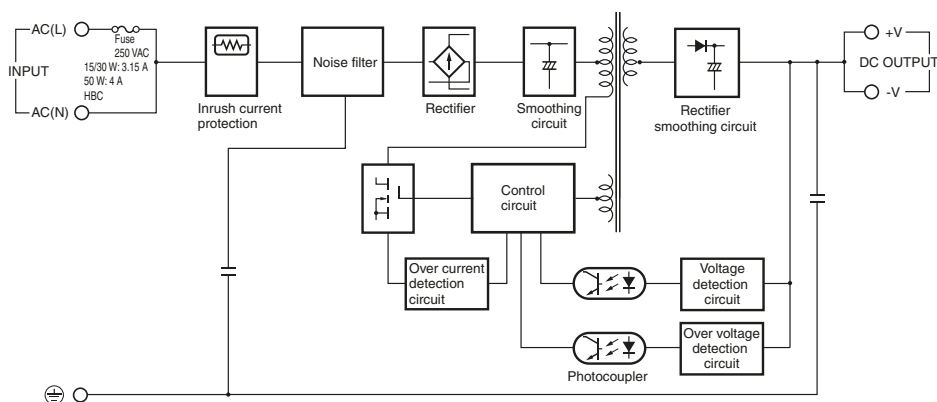 AC(L)
Fuse
250 VAC
15/30 W: 3.15 A
50 W: 4 A
HBC
INPUT
AC(N)
Inrush current
protection
Noise filter
Rectifier
Smoothing
circuit
Rectifier
smoothing circuit
+V
DC OUTPUT
-V
Control
circuit
Over current
detection
circuit
Voltage
detection
circuit
Over voltage
detection
circuit
Photocoupler